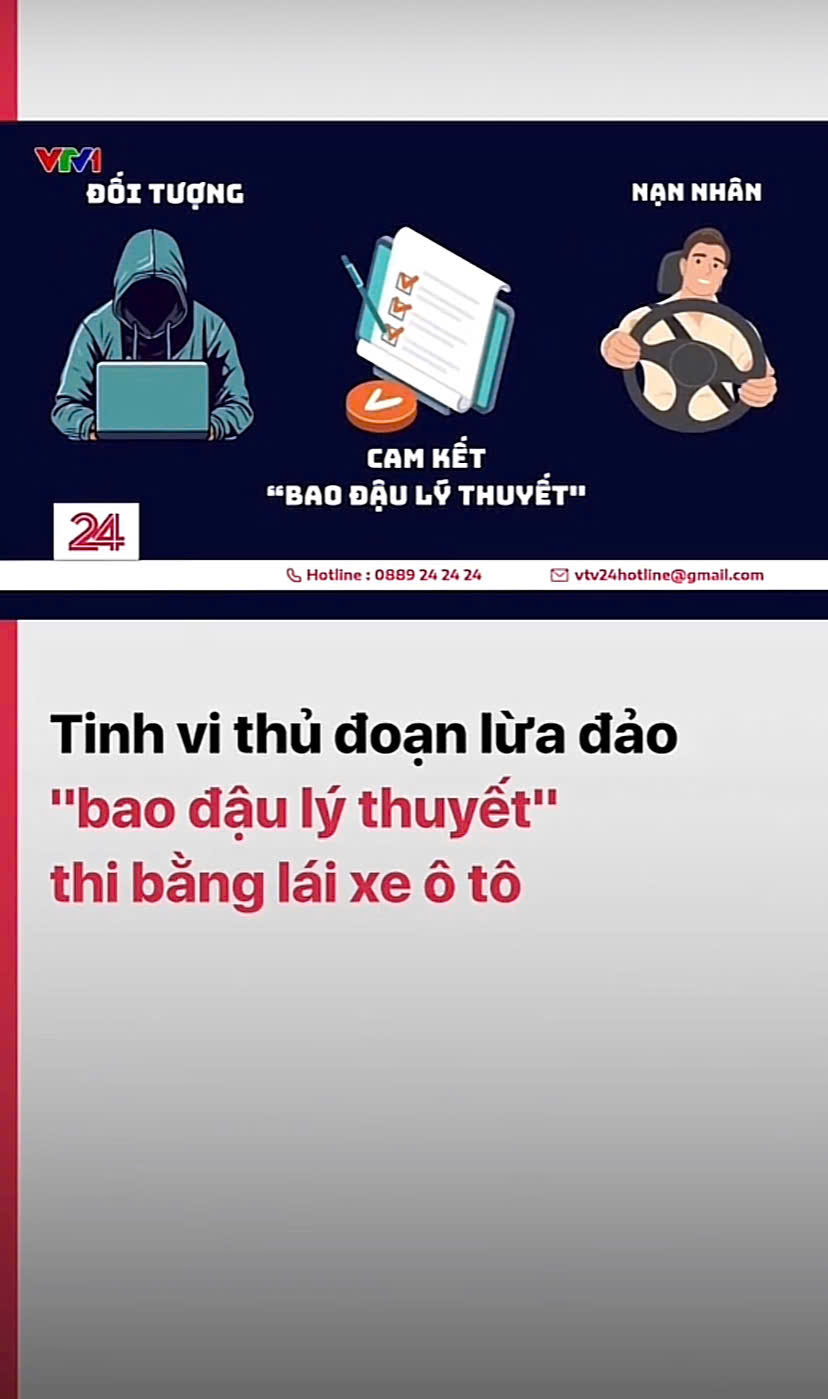 VTV1
ĐỐI TƯỢNG
NẠN NHÂN
CAM KẾT
“BAO ĐẬU LÝ THUYẾT"
24
Hotline : 0889 24 24 24
vtv24hotline@gmail.com
Tinh vi thủ đoạn lừa đảo
"bao đậu lý thuyết"
thi bằng lái xe ô tô